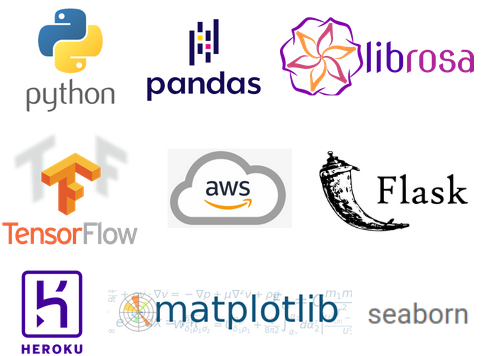 python
pandas
librosa
TensorFlow
aws
Flask
HEROKU
matplotlib
seaborn